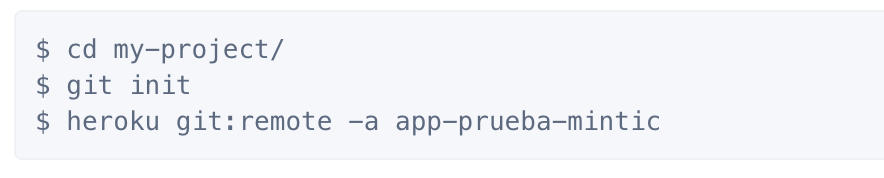 $ cd my-project/
$ git init
$ heroku git:remote -a app-prueba-mintic